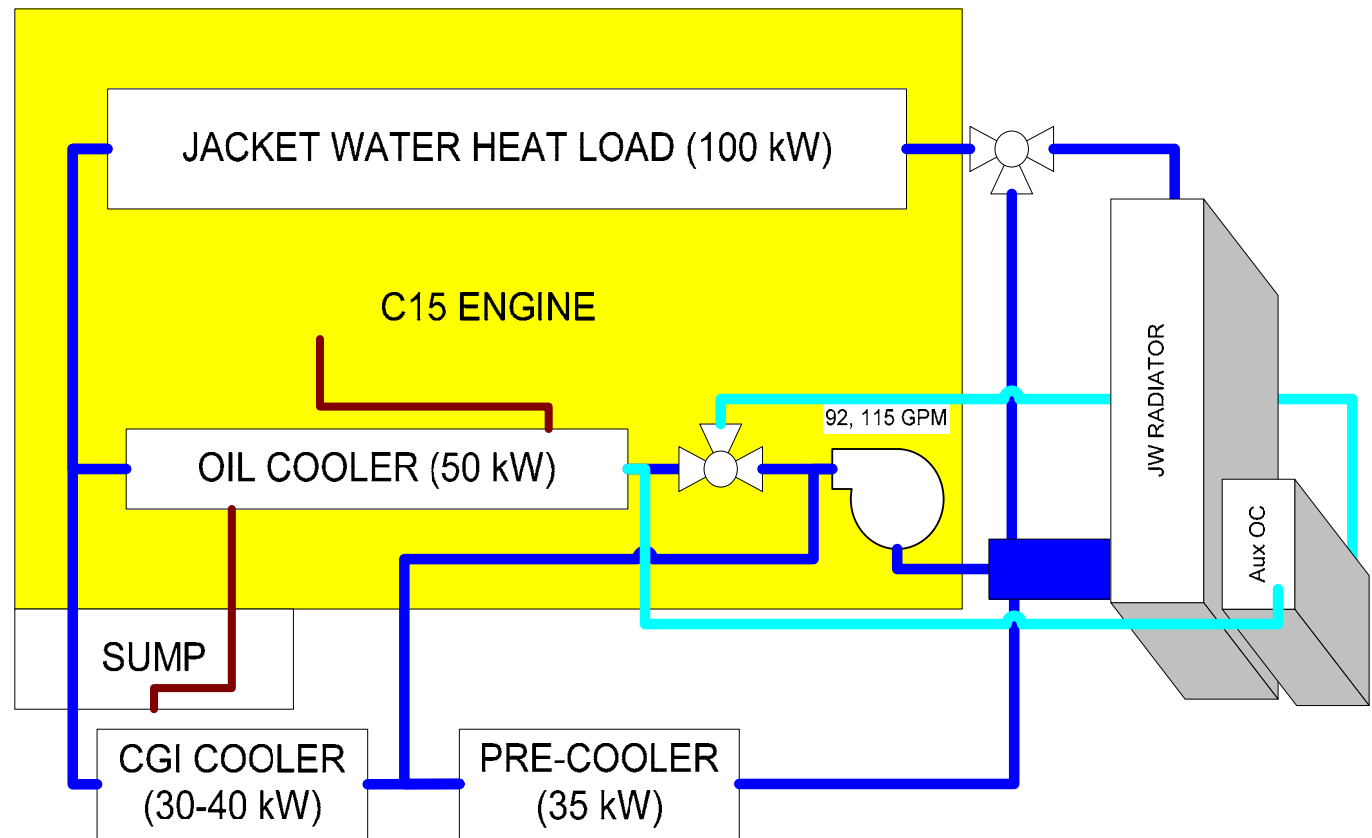 JACKET WATER HEAT LOAD (100 kW)
C15 ENGINE
JW RADIATOR
92, 115 GPM
OIL COOLER (50 kW)
Aux OC
SUMP
CGI COOLER
(30-40 kW)
PRE-COOLER
(35 kW)